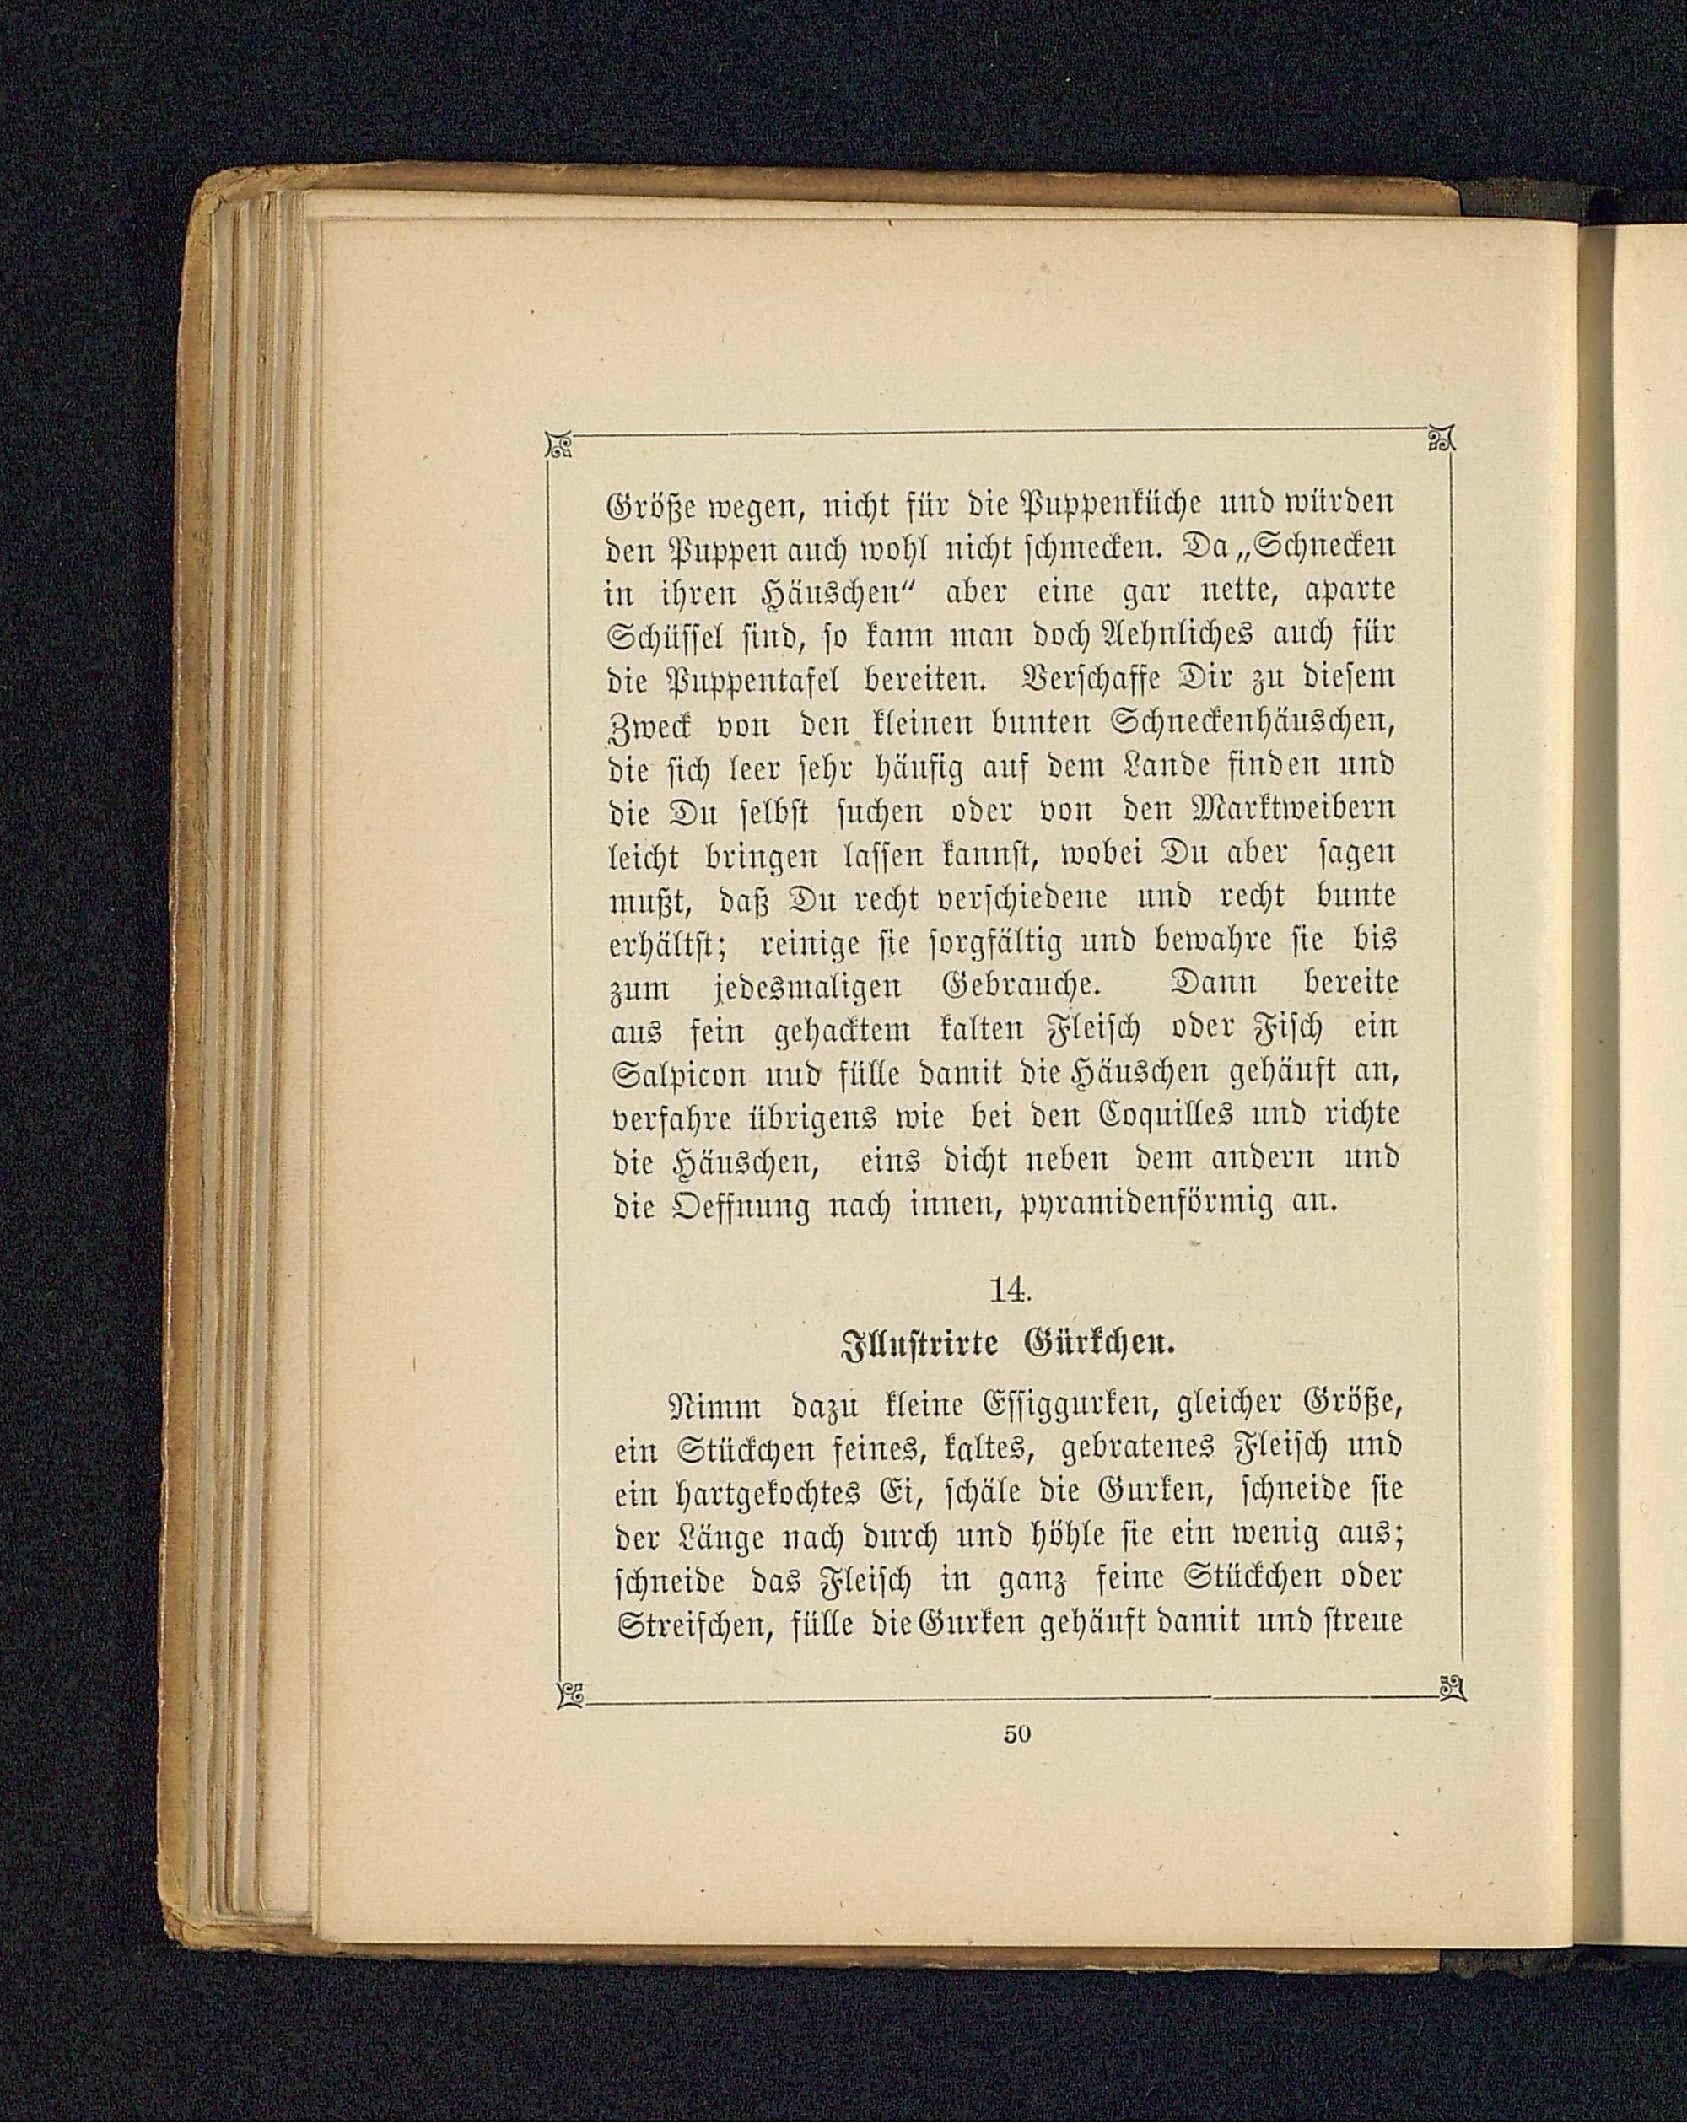 Größe wegen, nicht für die Puppenküche und würden
den Puppen auch wohl nicht schmecken. Da „Schnecken
in ihren Häuschen“ aber eine gar nette, aparte
Schüssel sind, so kann man doch Aehnliches auch für
die Puppentafel bereiten. Verschaffe Dir zu diesem
Zweck von den kleinen bunten Schneckenhäuschen,
die sich leer sehr häufig auf dem Lande finden und
die Du selbst suchen oder von den Marktweibern
leicht bringen lassen kannst, wobei Du aber sagen
mußt, daß Du recht verschiedene und recht bunte
erhältst; reinige sie sorgfältig und bewahre sie bis
zum jedesmaligen Gebrauche. Dann bereite
aus fein gehacktem kalten Fleisch oder Fisch ein
Salpicon und fülle damit die Häuschen gehäuft an,
verfahre übrigens wie bei den Coquilles und richte
die Häuschen, eins dicht neben dem andern und
die Oeffnung nach innen, pyramidenförmig an.
14.
Illustrirte Gürkchen.
Nimm dazu kleine Essiggurken, gleicher Größe,
ein Stückchen feines, kaltes, gebratenes Fleisch und
ein hartgekochtes Ei, schäle die Gurken, schneide sie
der Länge nach durch und höhle sie ein wenig aus;
schneide das Fleisch in ganz feine Stückchen oder
Streifchen, fülle die Gurken gehäuft damit und streue
50